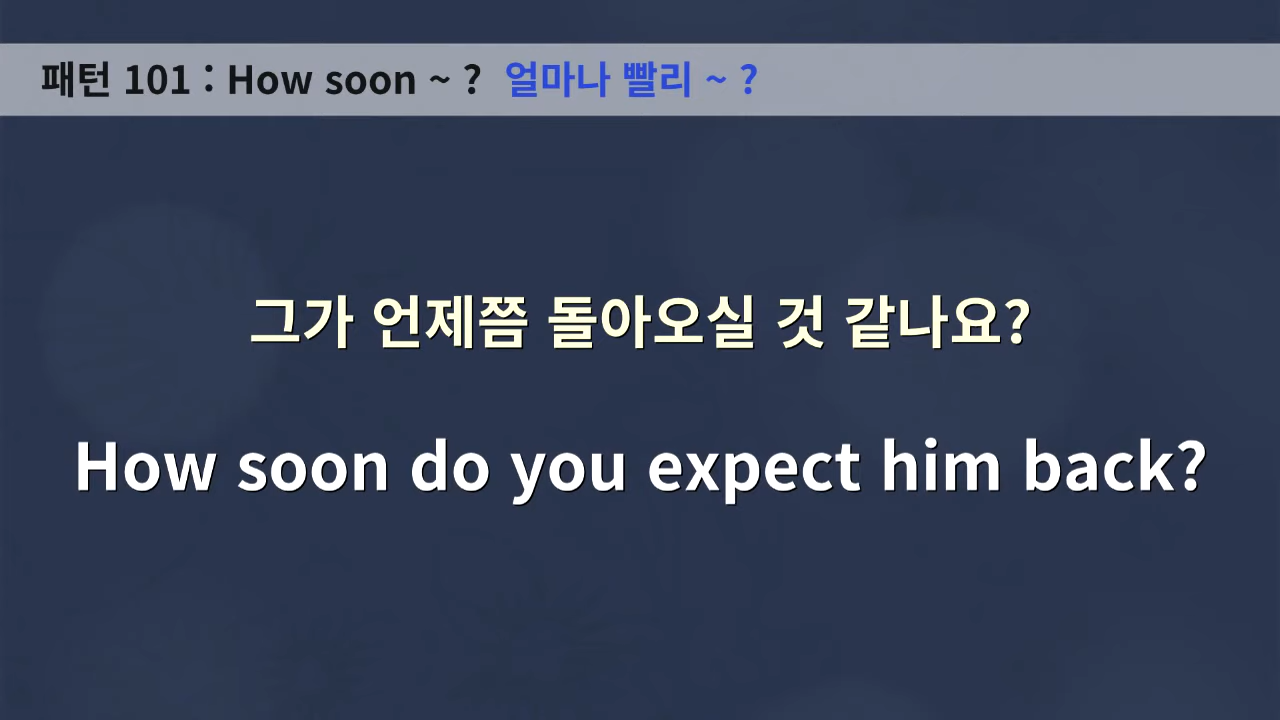 패턴 101 : How soon ~ ? 얼마나 빨리 ~ ?
그가 언제쯤 돌아오실 것 같나요?
How soon do you expect him back?